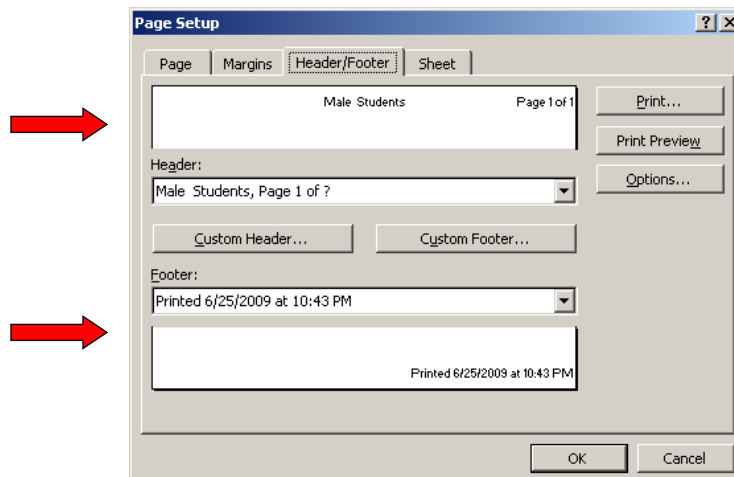 Page Setup
Page Margins Header/Footer Sheet
Male Students Page 1 of 1
Print...
Print Preview
Header:
Options...
Male Students, Page 1 of ?
Custom Header... Custom Footer...
Footer:
Printed 6/25/2009 at 10:43 PM
Printed 6/25/2009 at 10:43 PM
OK Cancel